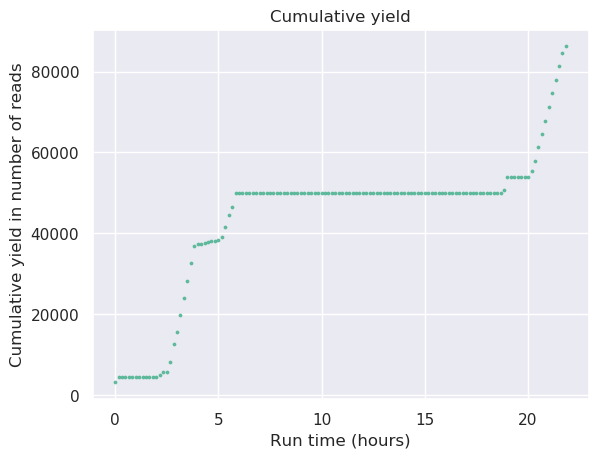 Cumulative yield
Cumulative yield in number of reads
80000
60000
40000
20000
0
0 5 10 15 20
Run time (hours)